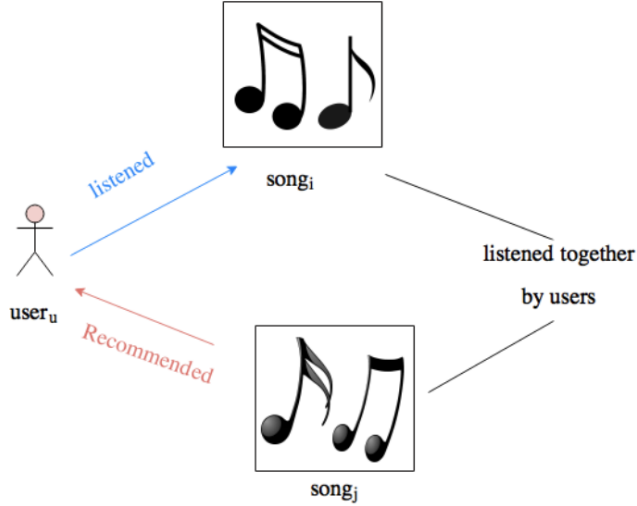 song_i
listened
listened together
by users
user_u
Recommended
song_j